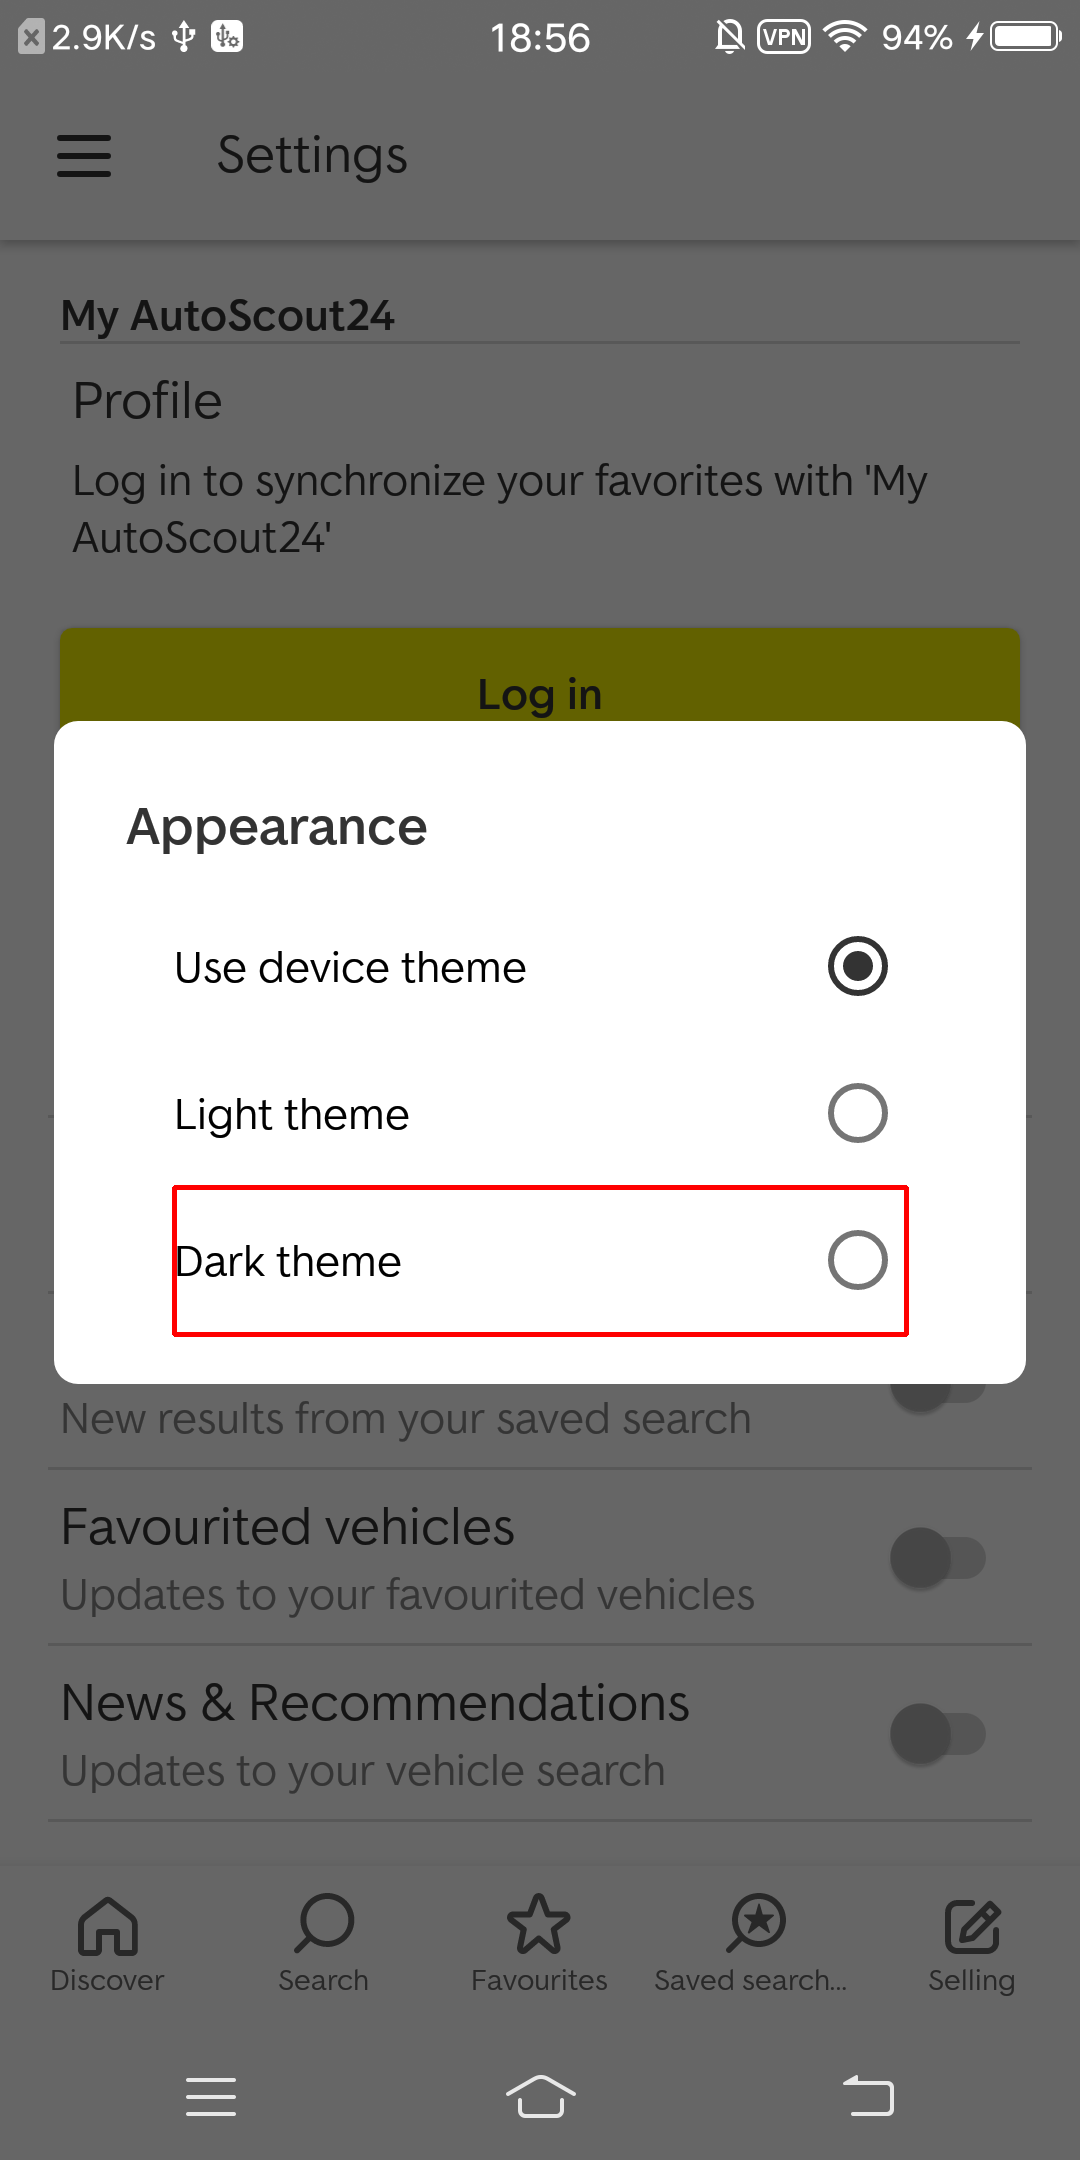 2.9K/s 18:56 VPN 94%
Settings
My AutoScout24
Profile
Log in to synchronize your favorites with 'My
AutoScout24'
Log in
Appearance
Use device theme
Light theme
Dark theme
New results from your saved search
Favourited vehicles
Updates to your favourited vehicles
News & Recommendations
Updates to your vehicle search
Discover Search Favourites Saved search... Selling